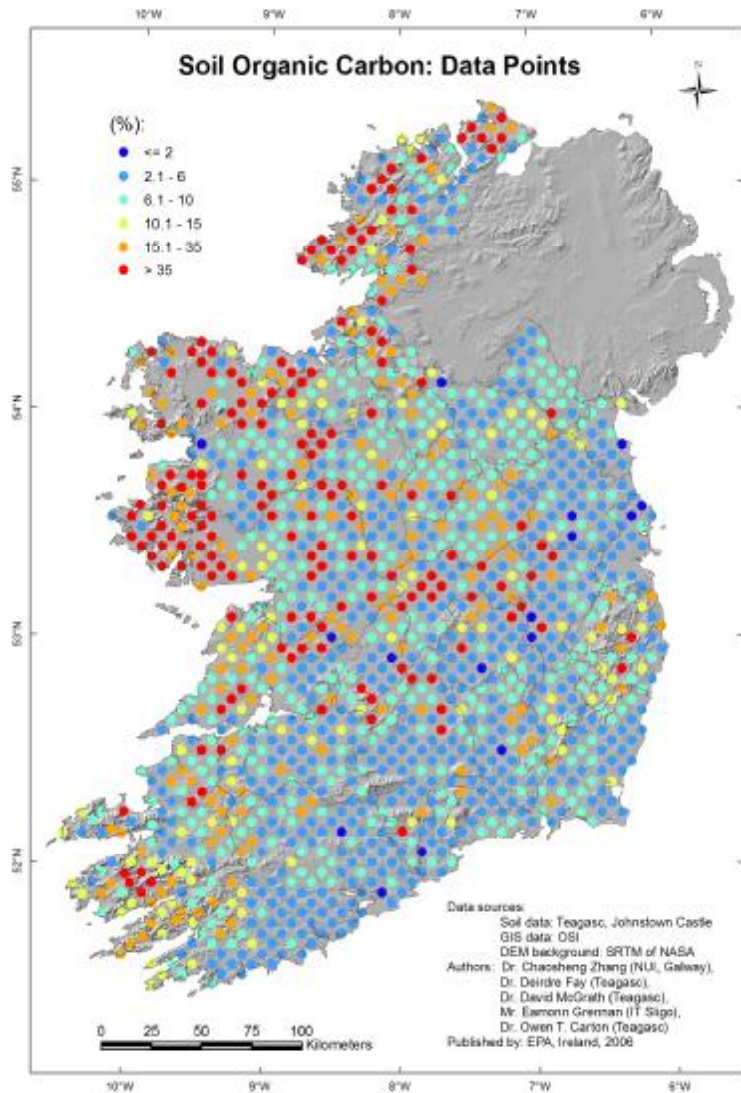 10°W 9°W 8°W 7°W 6°W
Soil Organic Carbon: Data Points
N
(%):
<= 2
2.1 - 6
6.1 - 10
10.1 - 15
15.1 - 35
> 35
55°N
54°N
53°N
52°N
Data sources:
Soil data: Teagasc, Johnstown Castle
GIS data: OSI
DEM background: SRTM of NASA
Authors: Dr. Chaosheng Zhang (NUI, Galway),
Dr. Deirdre Fay (Teagasc),
Dr. David McGrath (Teagasc),
Mr. Eamonn Grennan (IT Sligo),
Dr. Owen T. Carton (Teagasc)
Published by: EPA, Ireland, 2006
0 25 50 75 100
Kilometers
10°W 9°W 8°W 7°W 6°W